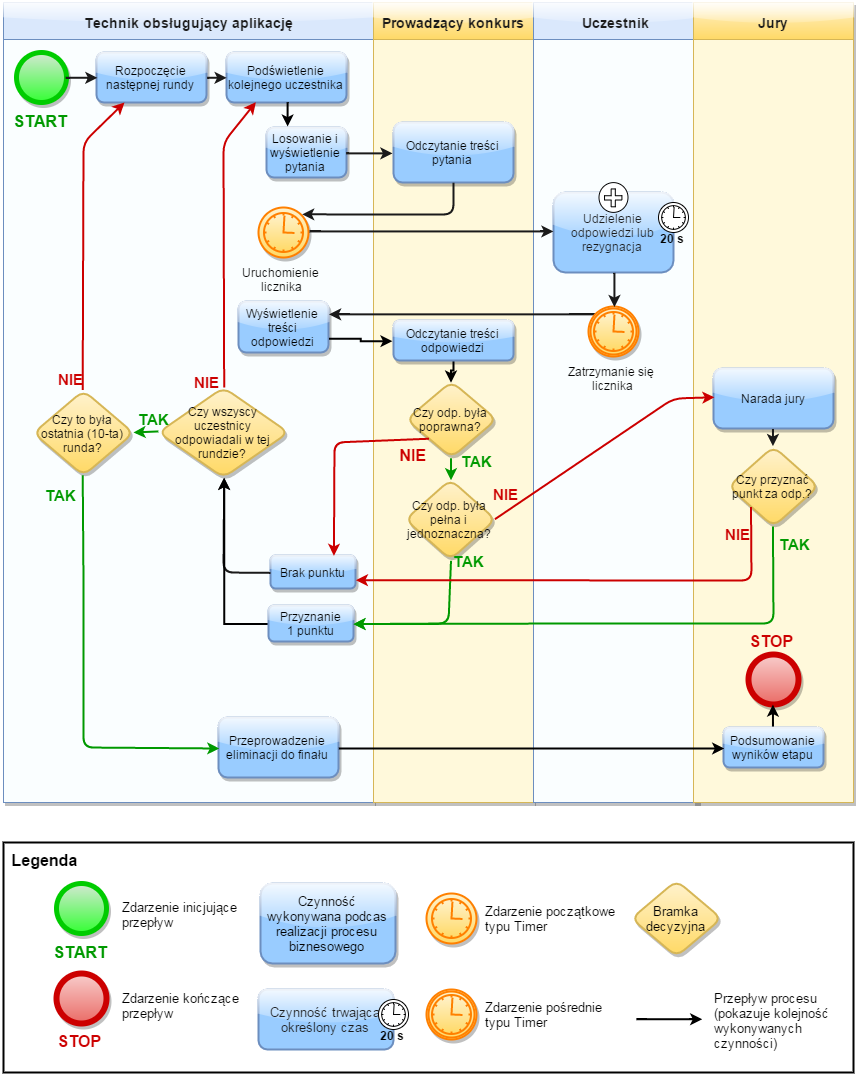 Technik obsługujący aplikację
Prowadzący konkurs
Uczestnik
Jury
START
Rozpoczęcie
następnej rundy
Podświetlenie
kolejnego uczestnika
Losowanie i
wyświetlenie
pytania
Odczytanie treści
pytania
Uruchomienie
licznika
Udzielenie
odpowiedzi lub
rezygnacja
20 s
Wyświetlenie
treści
odpowiedzi
Odczytanie treści
odpowiedzi
Zatrzymanie się
licznika
NIE
NIE
Czy to była
ostatnia (10-ta)
runda?
TAK
Czy wszyscy
uczestnicy
odpowiadali w tej
rundzie?
Czy odp. była
poprawna?
NIE
TAK
Narada jury
TAK
Czy odp. była
pełna i
jednoznaczna?
NIE
TAK
Czy przyznać
punkt za odp.?
NIE
TAK
Brak punktu
Przyznanie
1 punktu
STOP
Przeprowadzenie
eliminacji do finału
Podsumowanie
wyników etapu
Legenda
START
Zdarzenie inicjujące
przepływ
Czynność
wykonywana podcas
realizacji procesu
biznesowego
Zdarzenie początkowe
typu Timer
Bramka
decyzyjna
STOP
Zdarzenie kończące
przepływ
Czynność trwająca
określony czas
20 s
Zdarzenie pośrednie
typu Timer
Przepływ procesu
(pokazuje kolejność
wykonywanych
czynności)